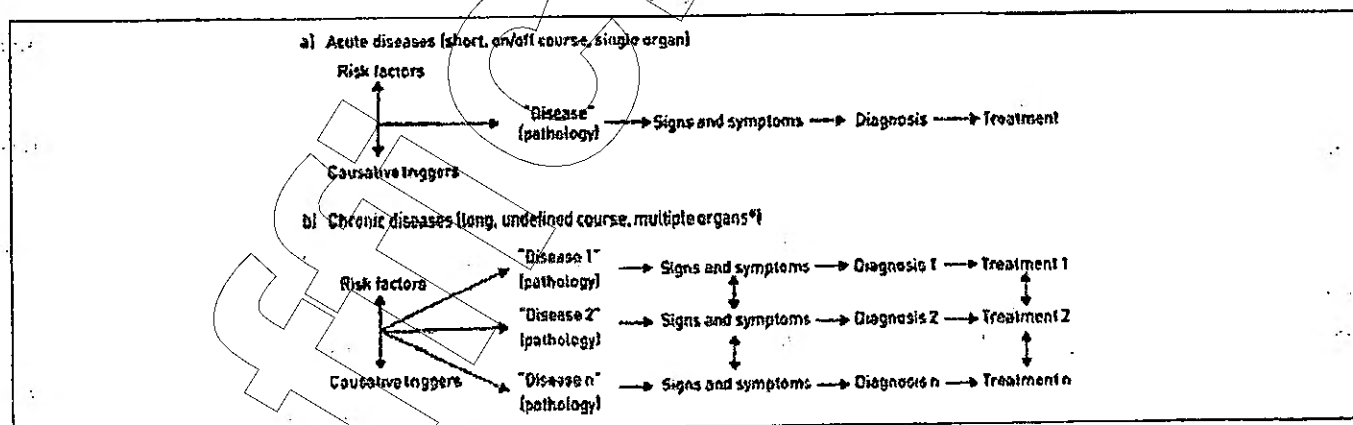 a) Acute diseases (short, on/off course, single organ)
Risk factors
"Disease"
(pathology)
Signs and symptoms
Diagnosis
Treatment
Causative triggers
b) Chronic diseases (long, undefined course, multiple organs*)
Risk factors
Causative triggers
"Disease 1"
(pathology)
Signs and symptoms
Diagnosis 1
Treatment 1
"Disease 2"
(pathology)
Signs and symptoms
Diagnosis 2
Treatment 2
"Disease n"
(pathology)
Signs and symptoms
Diagnosis n
Treatment n